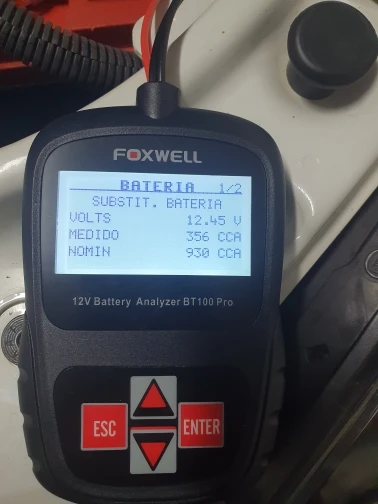 FOXWELL
BATERIA 1/2
SUBSTIT. BATERIA
VOLTS 12.45 V
MEDIDO 356 CCA
NOMIN 930 CCA
12V Battery Analyzer BT100 Pro
ESC
ENTER